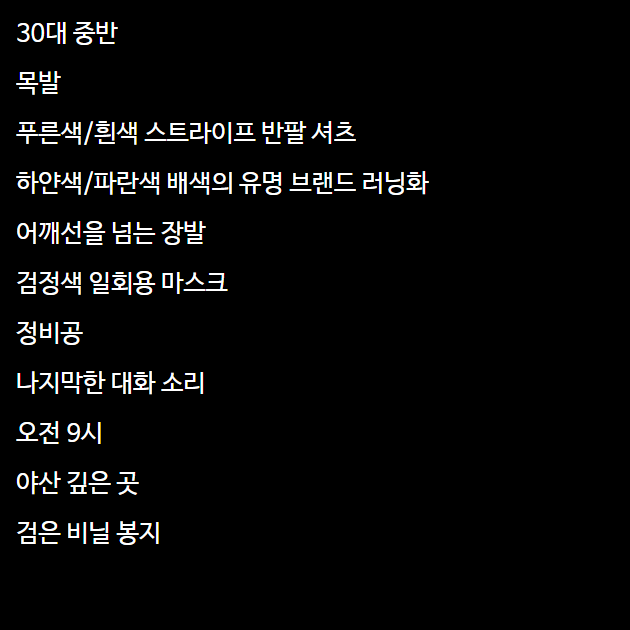 30대 중반
목발
푸른색/흰색 스트라이프 반팔 셔츠
하얀색/파란색 배색의 유명 브랜드 러닝화
어깨선을 넘는 장발
검정색 일회용 마스크
정비공
나지막한 대화 소리
오전 9시
야산 깊은 곳
검은 비닐 봉지